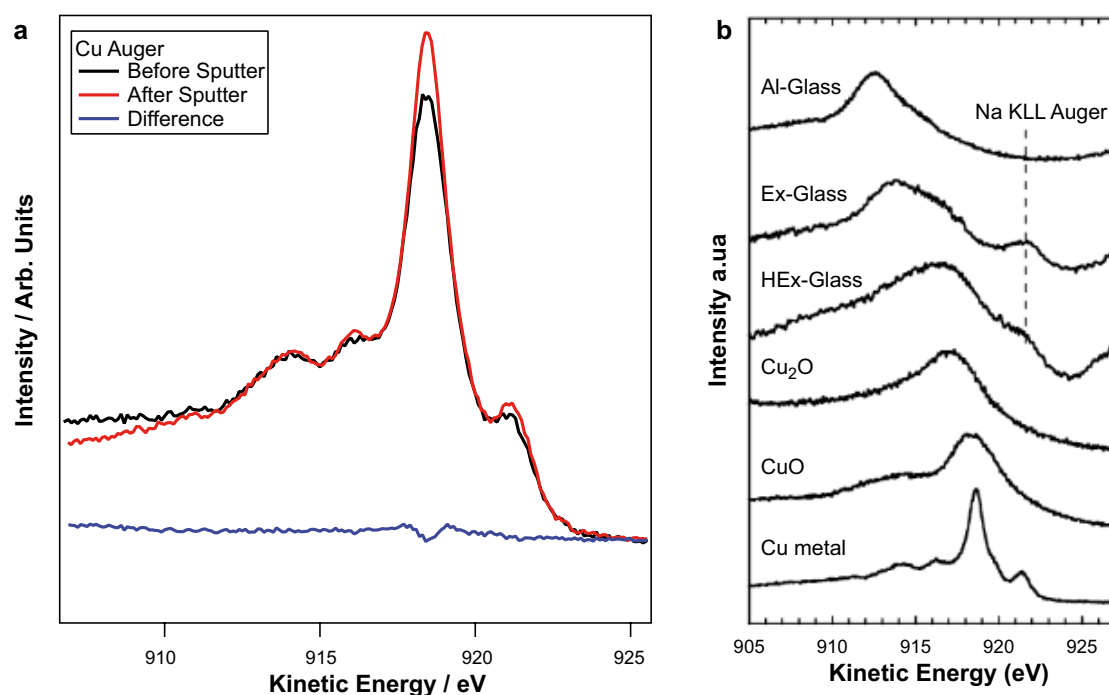 a
Cu Auger
Before Sputter
After Sputter
Difference
Intensity / Arb. Units
910
915
920
925
Kinetic Energy / eV
b
Al-Glass
Na KLL Auger
Ex-Glass
HEx-Glass
Cu₂O
CuO
Cu metal
Intensity a.ua
905
910
915
920
925
Kinetic Energy (eV)